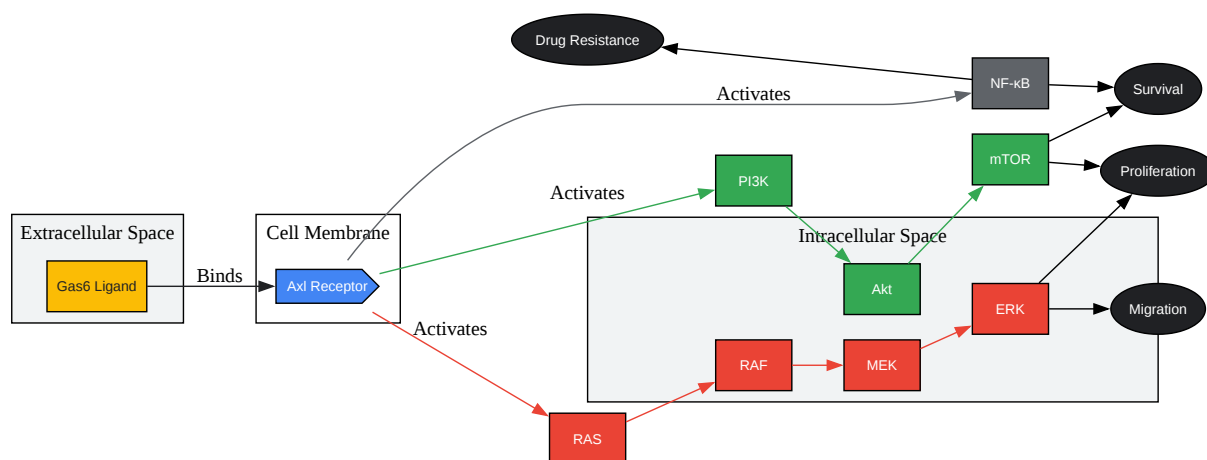 Drug Resistance
NF-κB
Survival
Activates
mTOR
Proliferation
PI3K
Activates
Extracellular Space
Cell Membrane
Intracellular Space
Gas6 Ligand
Binds
Axl Receptor
Akt
ERK
Migration
Activates
RAF
MEK
RAS